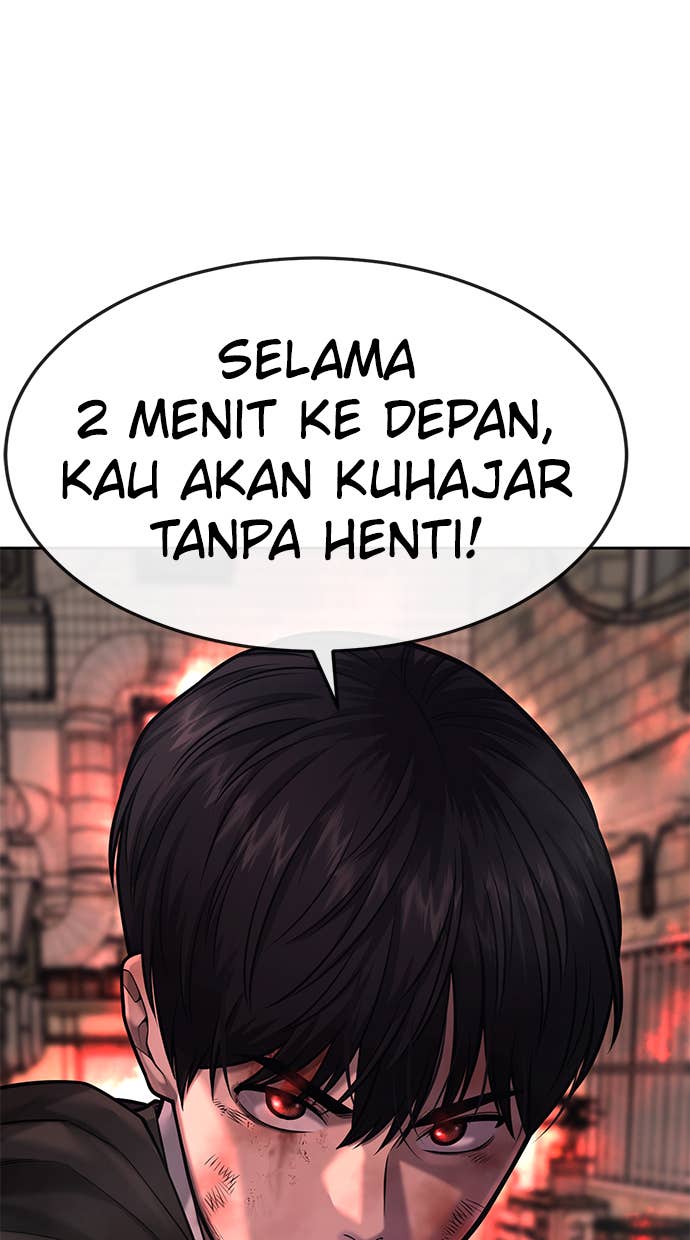 SELAMA
2 MENIT KE DEPAN,
KAU AKAN KUHAJAR
TANPA HENTI!